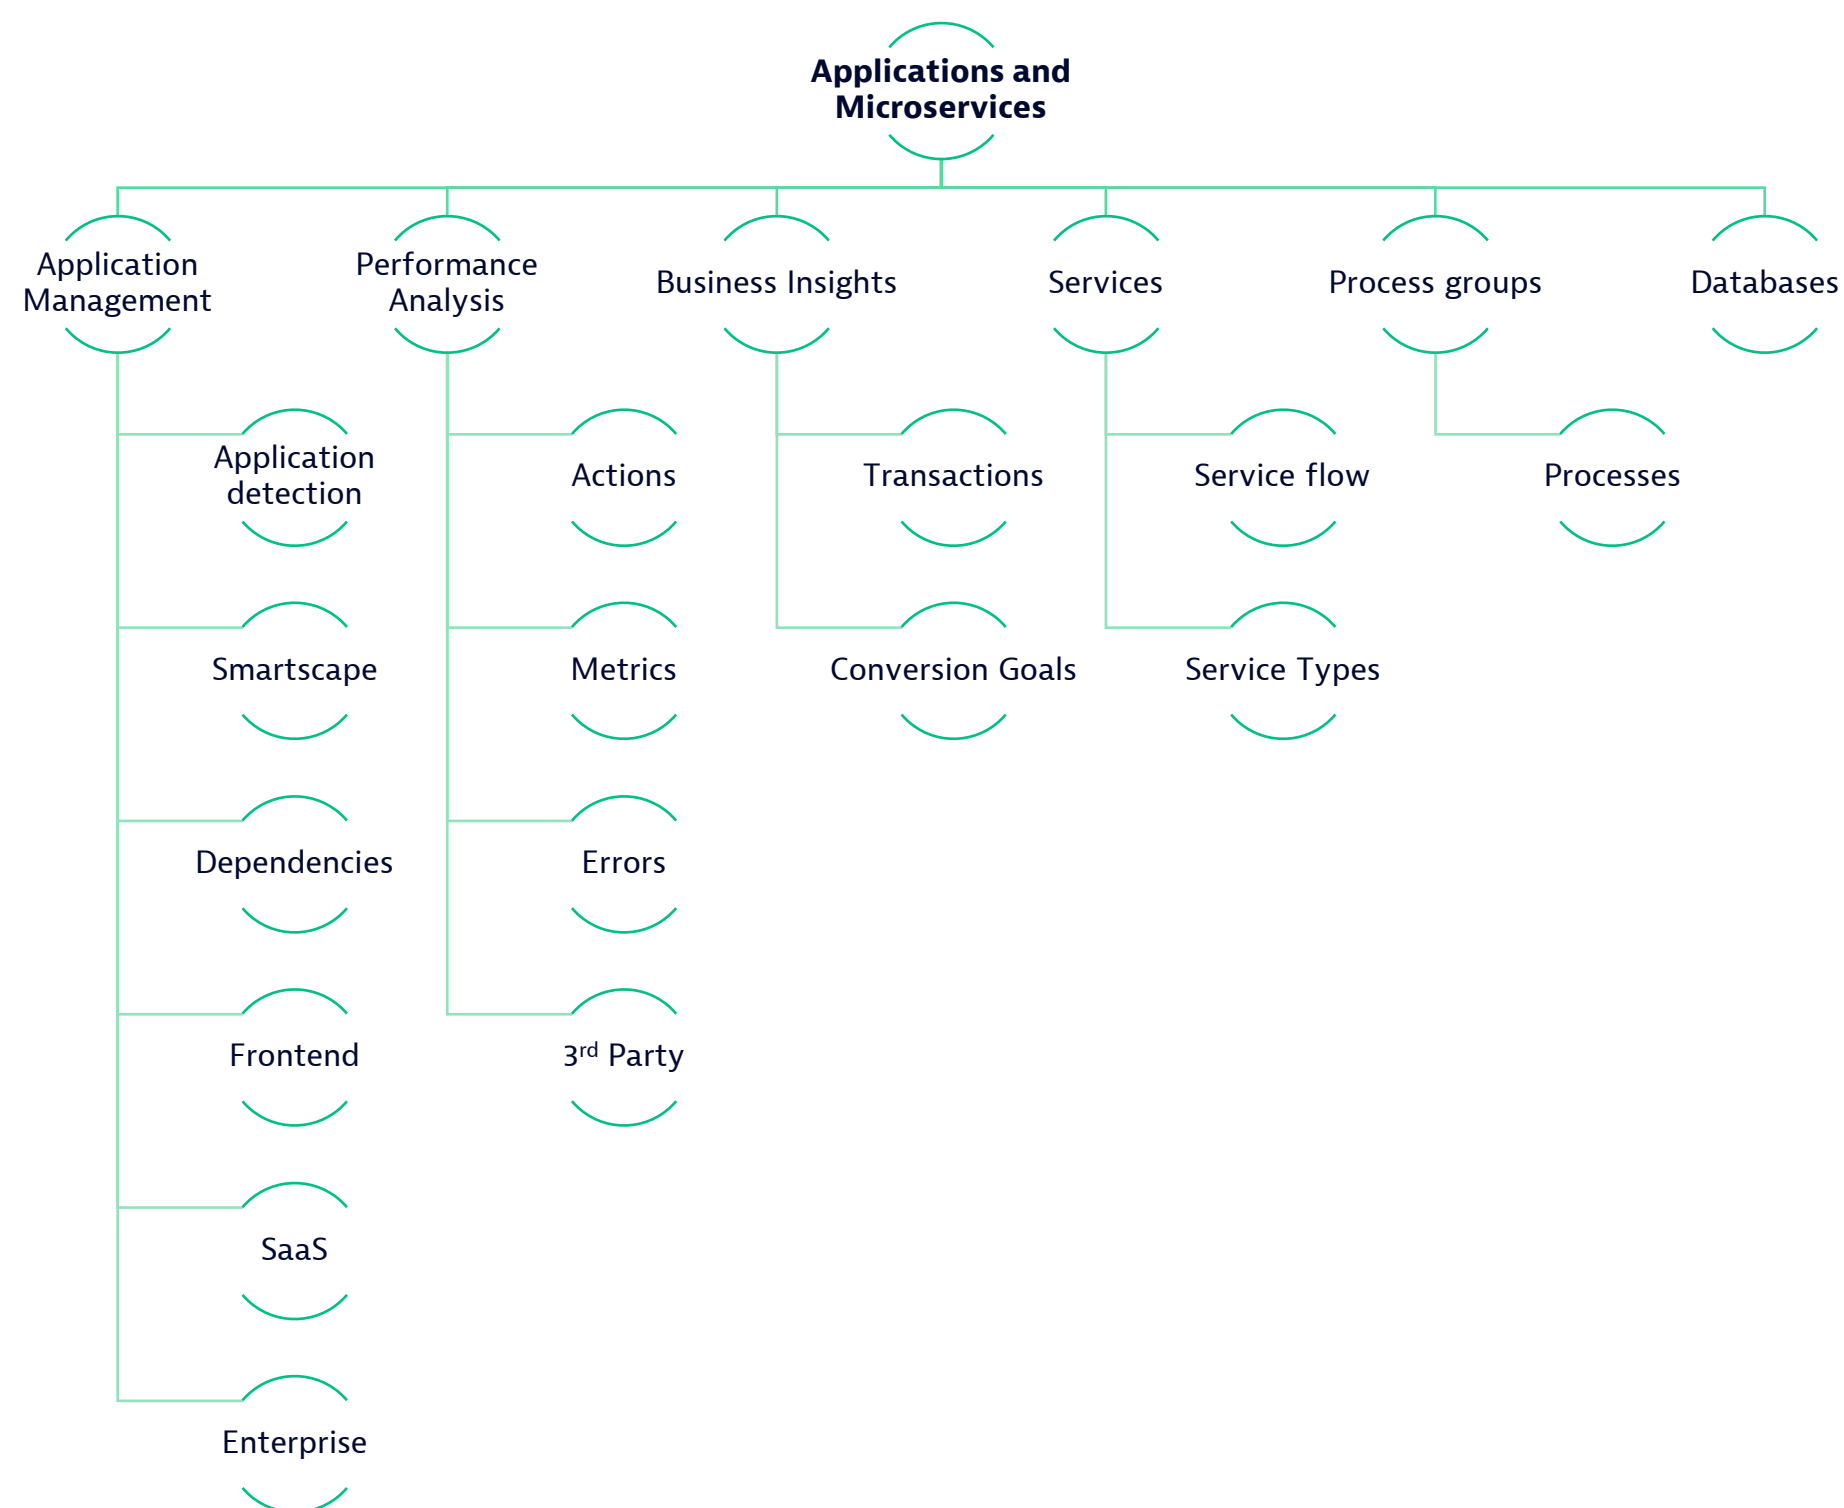 Applications and
Microservices
Application
Management
Performance
Analysis
Business Insights
Services
Process groups
Databases
Application
detection
Actions
Transactions
Service flow
Processes
Smartscape
Metrics
Conversion Goals
Service Types
Dependencies
Errors
Frontend
3rd Party
SaaS
Enterprise